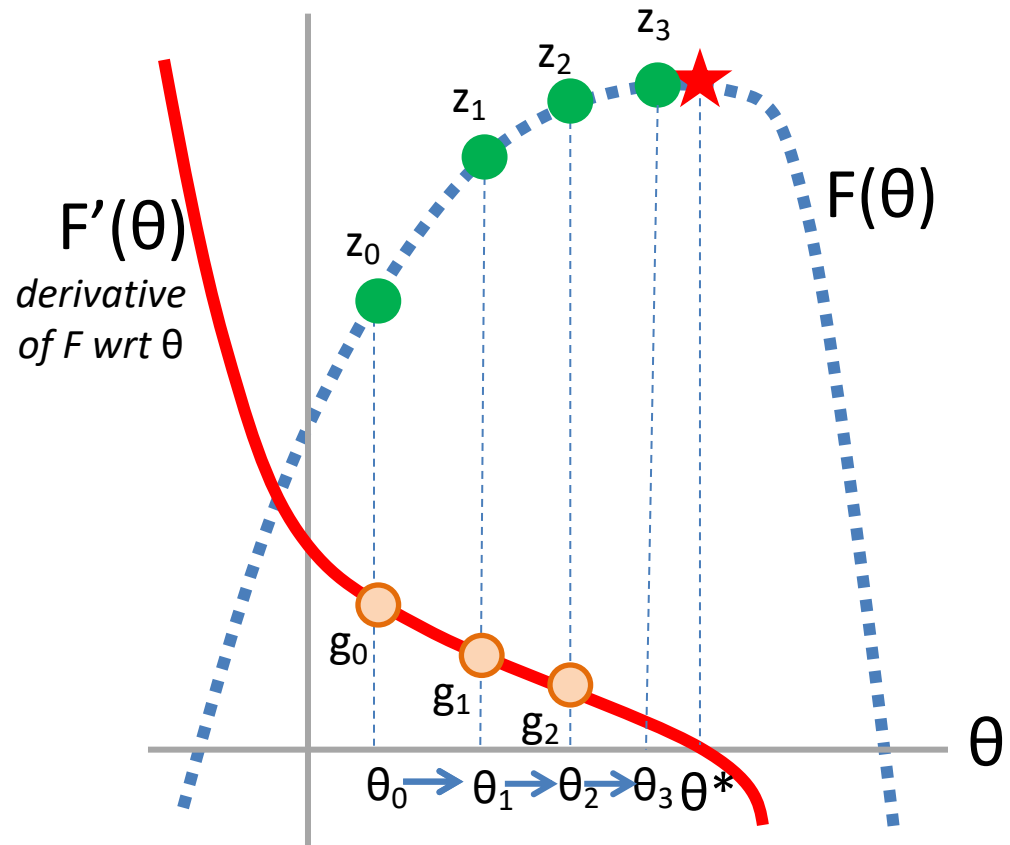 z₃
z₂
z₁
F(θ)
F’(θ)
z₀
derivative
of F wrt θ
g₀
g₁
g₂
θ
θ₀ θ₁ θ₂ θ₃ θ*